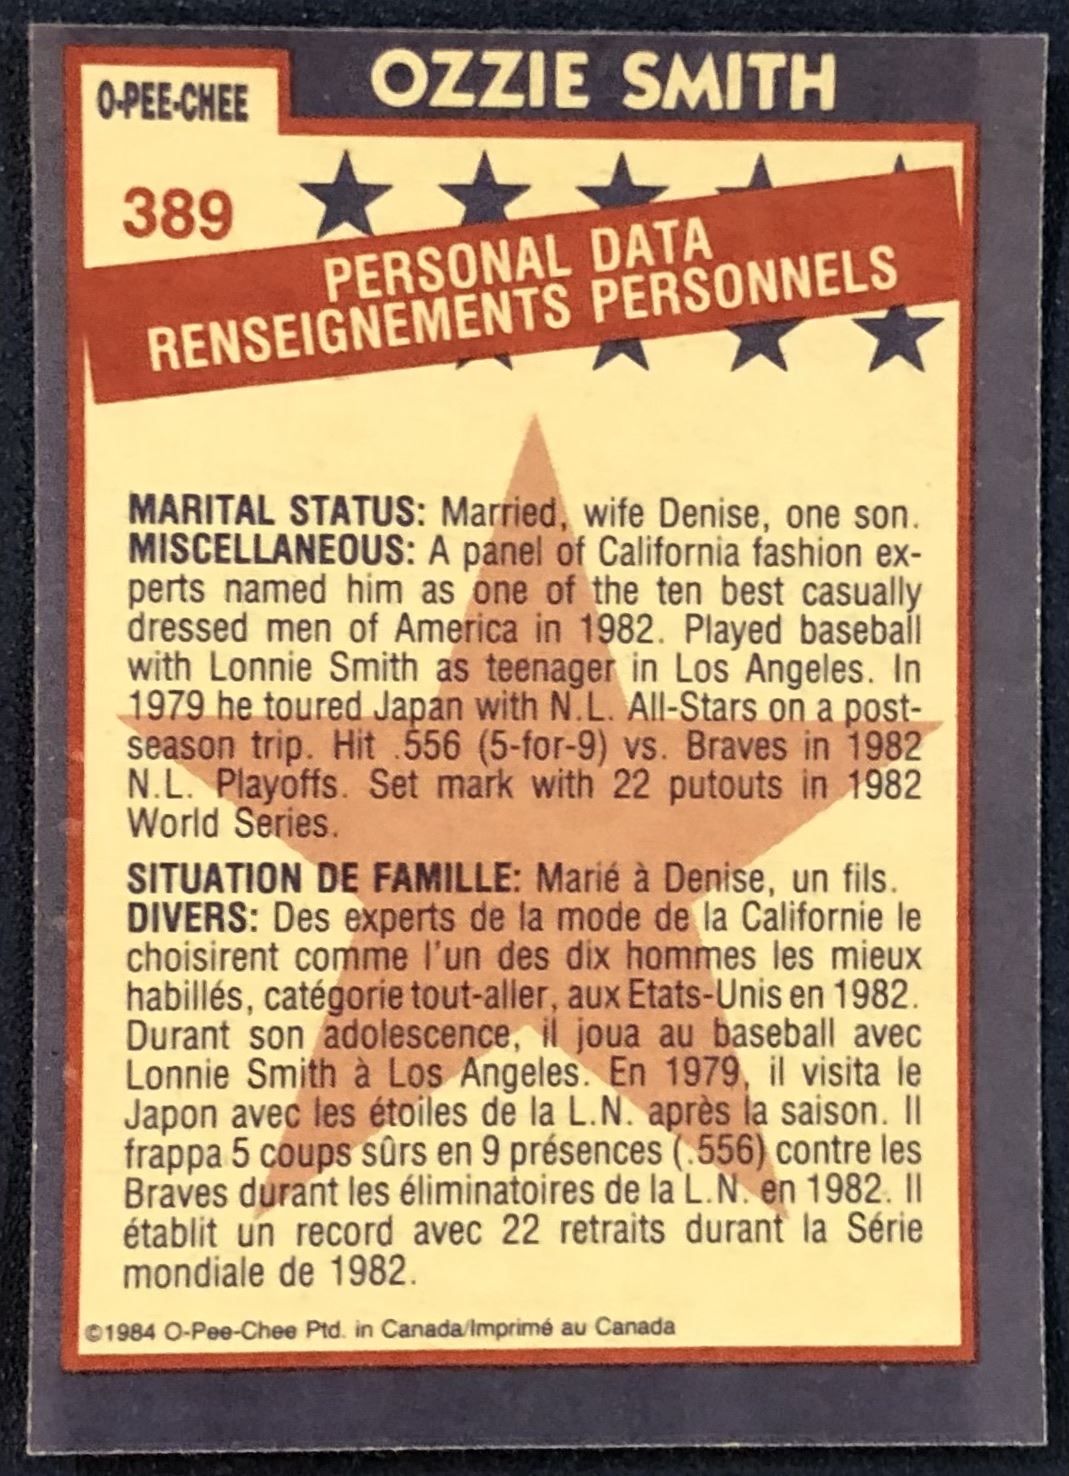 OZZIE SMITH
O-PEE-CHEE
389
PERSONAL DATA
RENSEIGNEMENTS PERSONNELS
MARITAL STATUS: Married, wife Denise, one son.
MISCELLANEOUS: A panel of California fashion ex-
perts named him as one of the ten best casually
dressed men of America in 1982. Played baseball
with Lonnie Smith as teenager in Los Angeles. In
1979 he toured Japan with N.L. All-Stars on a post-
season trip. Hit .556 (5-for-9) vs. Braves in 1982
N.L. Playoffs. Set mark with 22 putouts in 1982
World Series.
SITUATION DE FAMILLE: Marié à Denise, un fils.
DIVERS: Des experts de la mode de la Californie le
choisirent comme l'un des dix hommes les mieux
habillés, catégorie tout-aller, aux Etats-Unis en 1982.
Durant son adolescence, il joua au baseball avec
Lonnie Smith à Los Angeles. En 1979, il visita le
Japon avec les étoiles de la L.N. après la saison. Il
frappa 5 coups sûrs en 9 présences (.556) contre les
Braves durant les éliminatoires de la L.N. en 1982. Il
établit un record avec 22 retraits durant la Série
mondiale de 1982.
©1984 O-Pee-Chee Ptd. in Canada/Imprimé au Canada